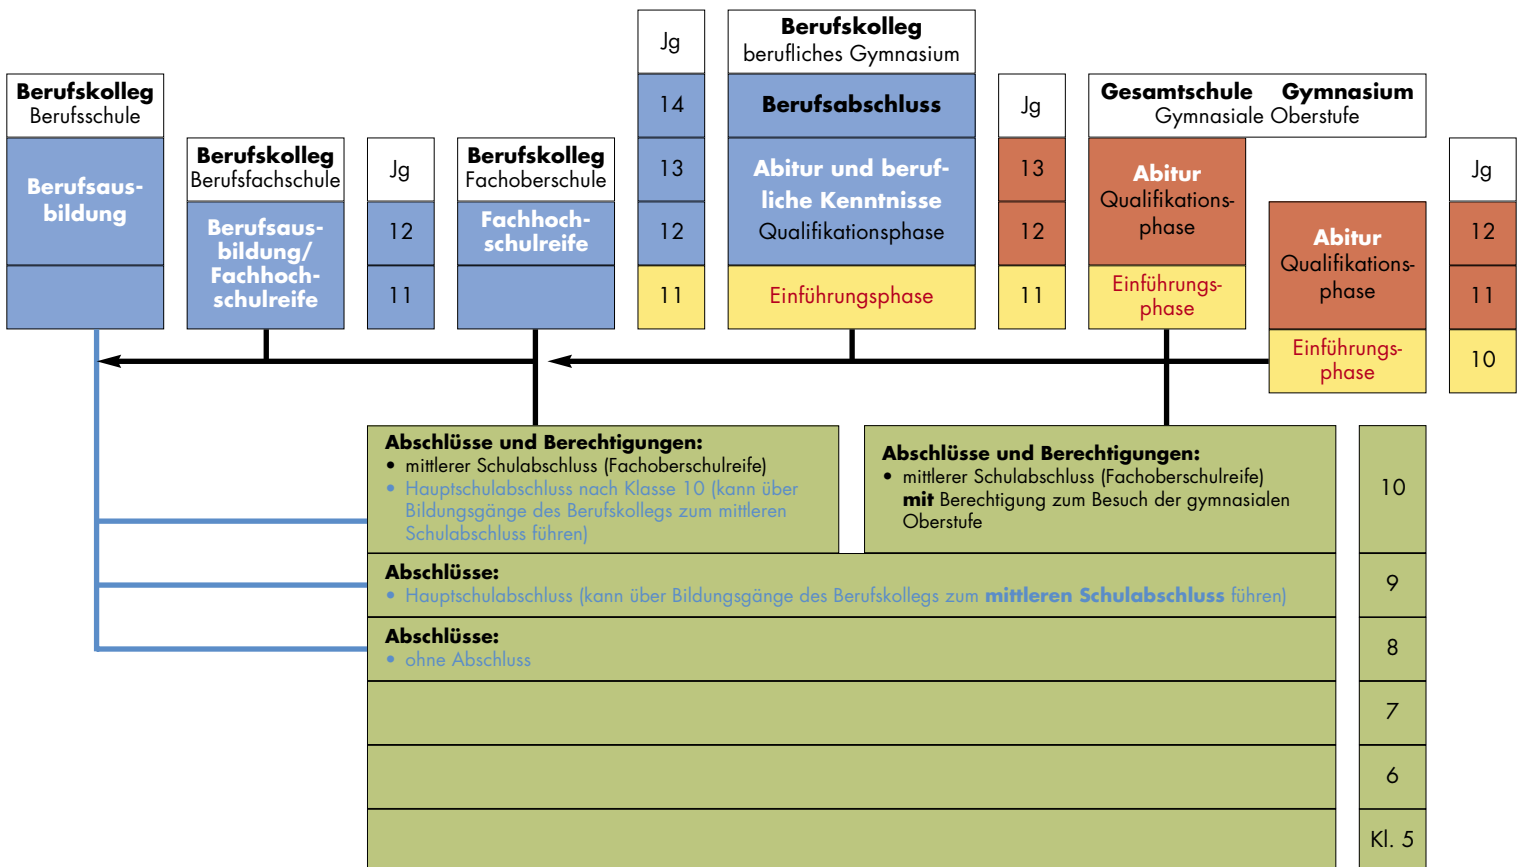 Berufskolleg
Berufsschule
Berufsaus-
bildung
Berufskolleg
Berufsfachschule
Berufsaus-
bildung/
Fachhoch-
schulreife
Jg
12
11
Berufskolleg
Fachoberschule
Fachhoch-
schulreife
Jg
14
13
12
11
Berufskolleg
berufliches Gymnasium
Berufsabschluss
Abitur und beruf-
liche Kenntnisse
Qualifikationsphase
Einführungsphase
Jg
13
12
11
Gesamtschule Gymnasium
Gymnasiale Oberstufe
Abitur
Qualifikations-
phase
Einführungs-
phase
Abitur
Qualifikations-
phase
Einführungs-
phase
Jg
12
11
10
Abschlüsse und Berechtigungen:
• mittlerer Schulabschluss (Fachoberschulreife)
• Hauptschulabschluss nach Klasse 10 (kann über
Bildungsgänge des Berufskollegs zum mittleren
Schulabschluss führen)
Abschlüsse und Berechtigungen:
• mittlerer Schulabschluss (Fachoberschulreife)
mit Berechtigung zum Besuch der gymnasialen
Oberstufe
10
Abschlüsse:
• Hauptschulabschluss (kann über Bildungsgänge des Berufskollegs zum mittleren Schulabschluss führen)
9
Abschlüsse:
• ohne Abschluss
8
7
6
Kl. 5